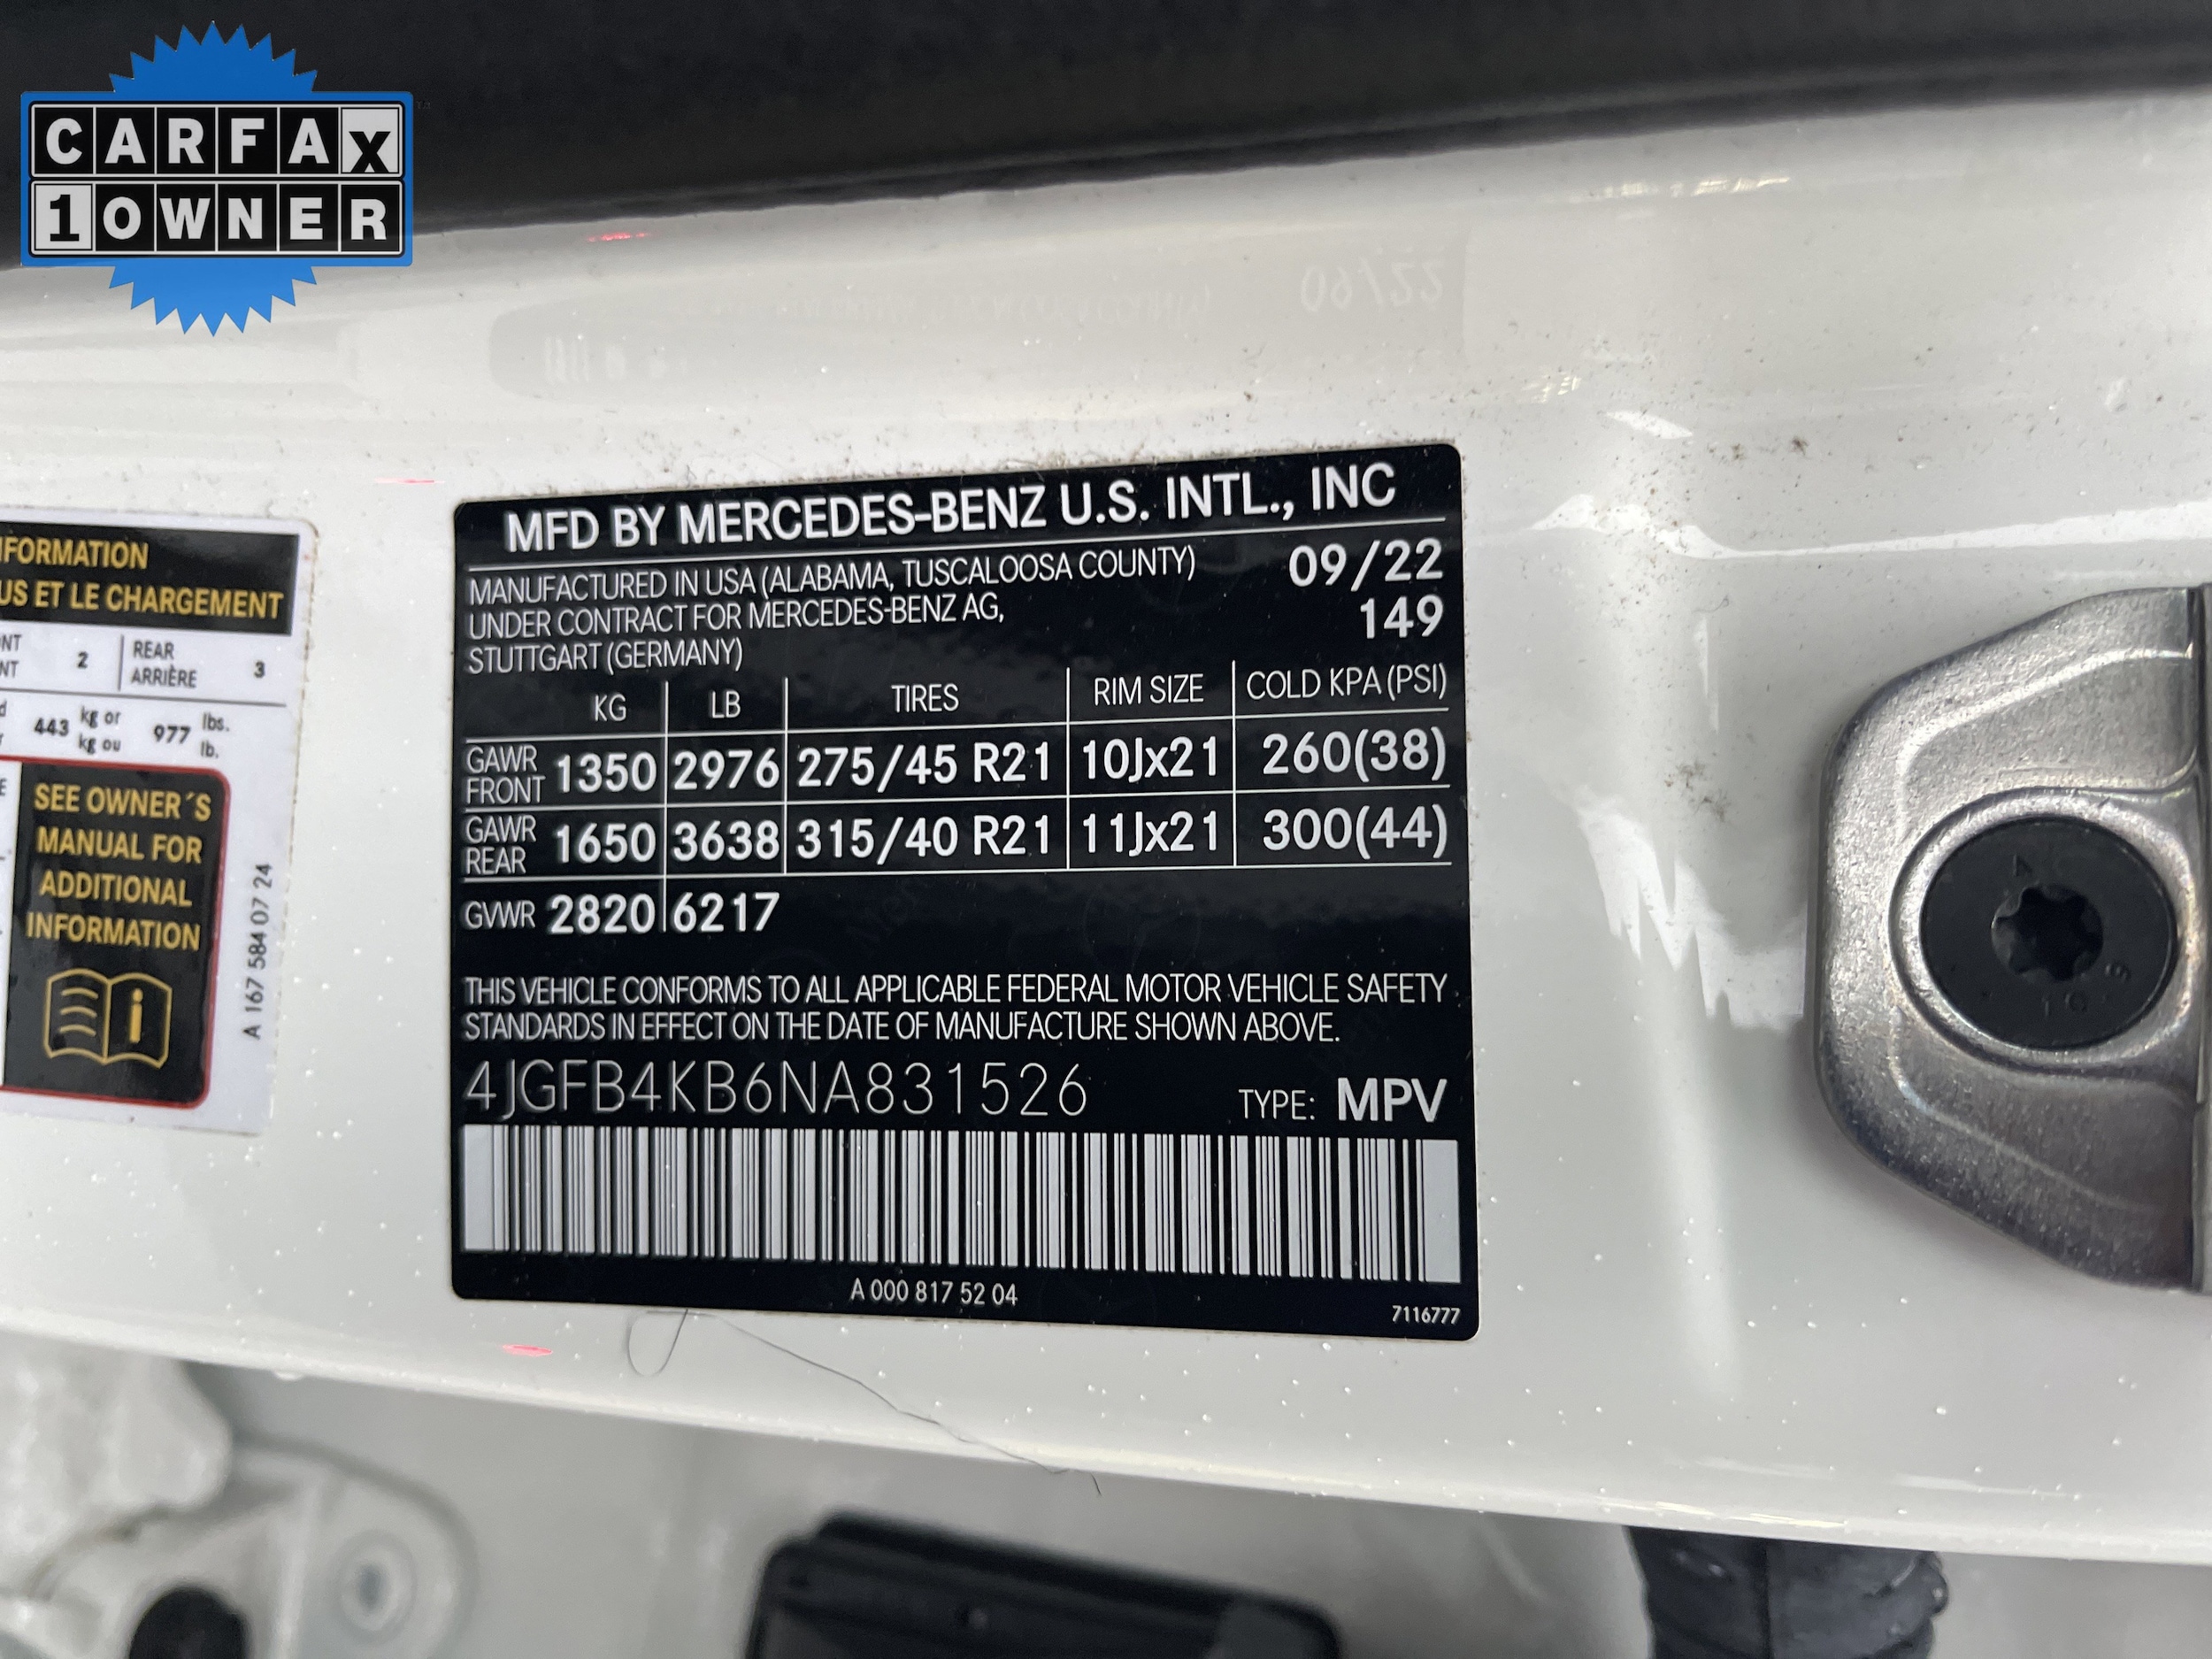 CARFAX
1OWNER
NFORMATION
US ET LE CHARGEMENT
2 REAR 3
ARRIÈRE
443 kg or 977 lbs.
kg ou lb.
SEE OWNER´S
MANUAL FOR
ADDITIONAL
INFORMATION
A 167 584 07 24
MFD BY MERCEDES-BENZ U.S. INTL., INC
MANUFACTURED IN USA (ALABAMA, TUSCALOOSA COUNTY) 09/22
UNDER CONTRACT FOR MERCEDES-BENZ AG, 149
STUTTGART (GERMANY)
KG LB TIRES RIM SIZE COLD KPA (PSI)
GAWR FRONT 1350 2976 275/45 R21 10Jx21 260(38)
GAWR REAR 1650 3638 315/40 R21 11Jx21 300(44)
GVWR 2820 6217
THIS VEHICLE CONFORMS TO ALL APPLICABLE FEDERAL MOTOR VEHICLE SAFETY
STANDARDS IN EFFECT ON THE DATE OF MANUFACTURE SHOWN ABOVE.
4JGFB4KB6NA831526 TYPE: MPV
A 000 817 52 04
7116777
10.9